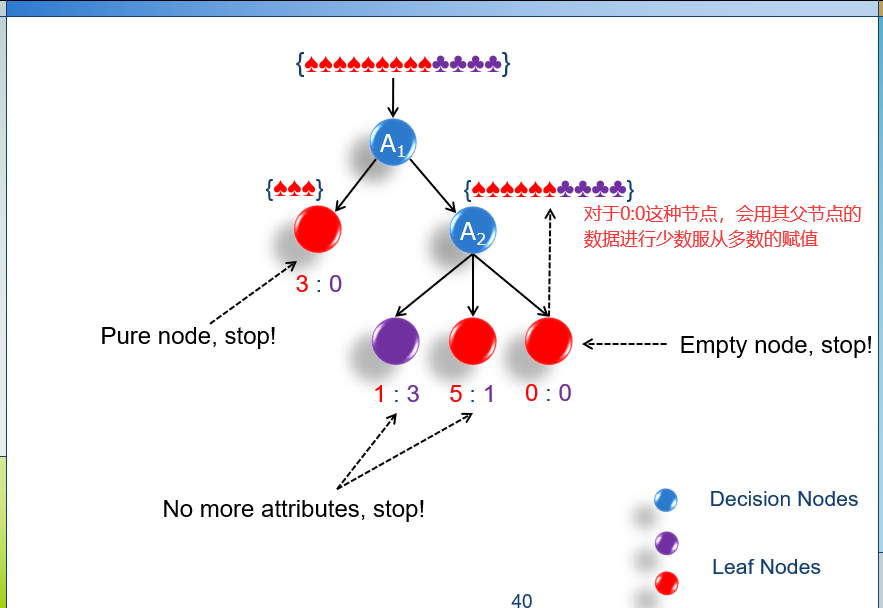 {♠♠♠♠♠♠♠♠♠♣♣♣♣♣}
A1
{♠♠♠}
{♠♠♠♠♠♠♣♣♣♣♣}
对于0:0这种节点，会用其父节点的
数据进行少数服从多数的赋值
A2
3 : 0
Pure node, stop!
Empty node, stop!
1 : 3
5 : 1
0 : 0
No more attributes, stop!
Decision Nodes
Leaf Nodes
40